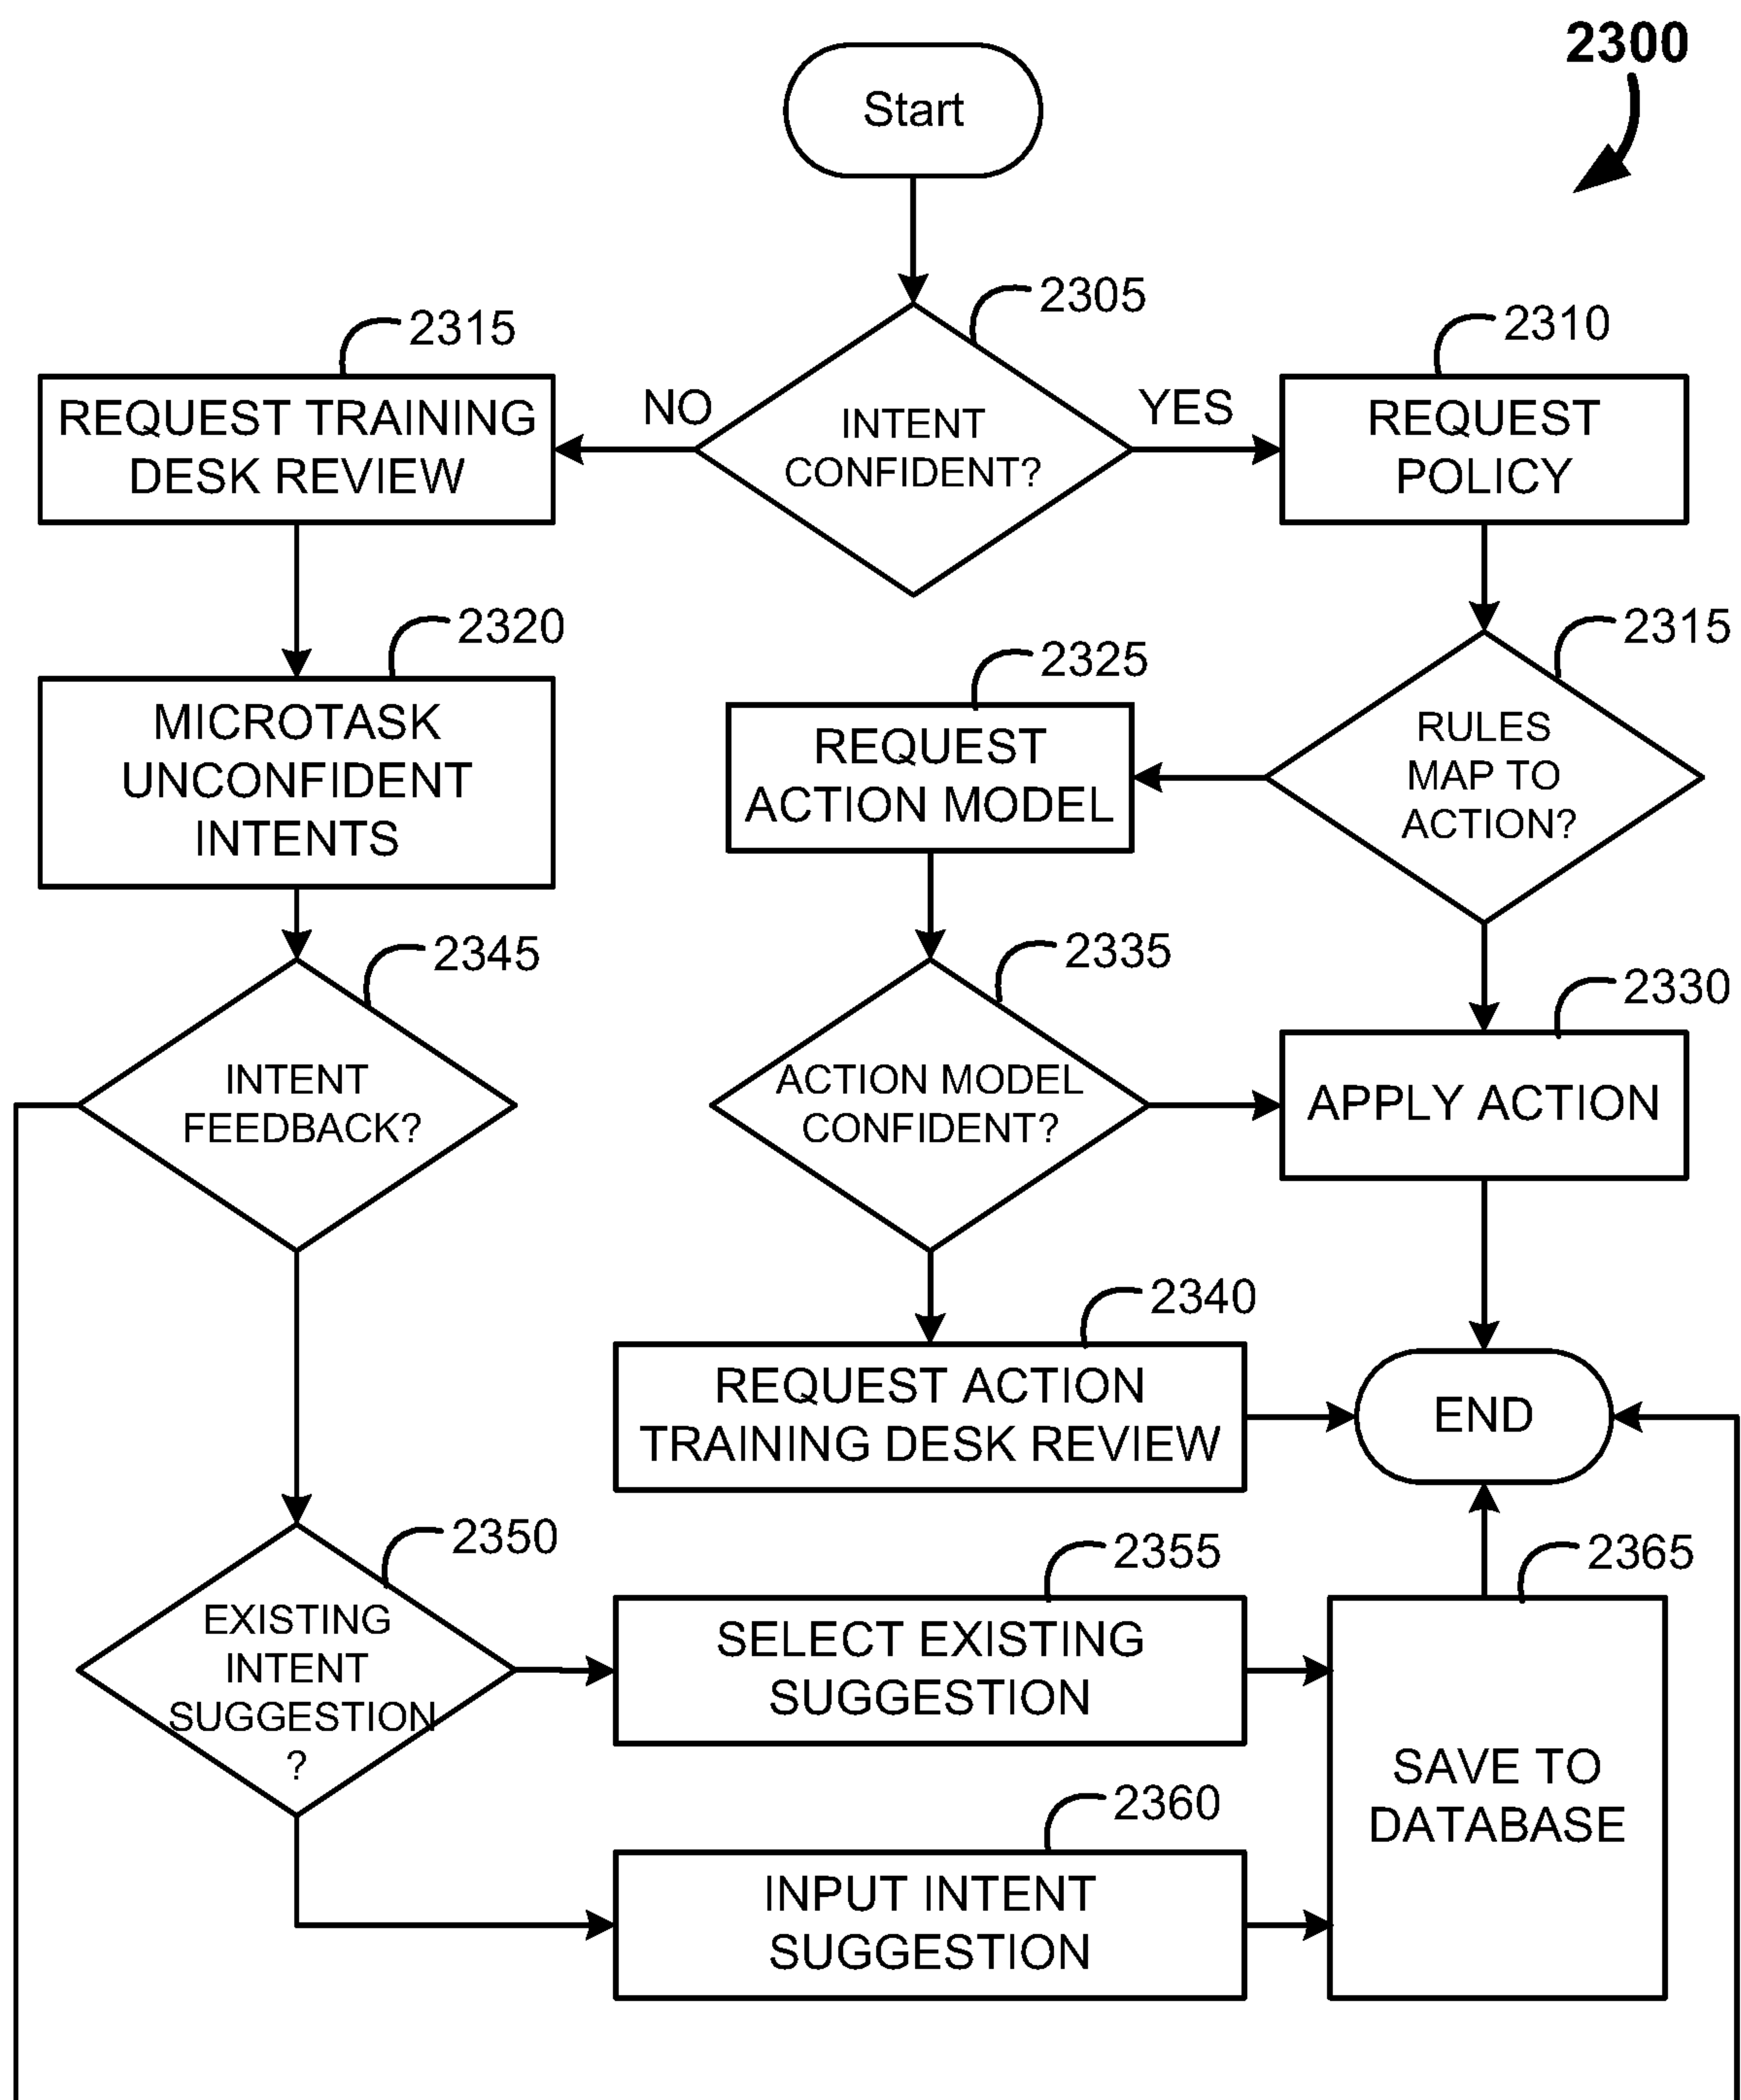 2300
Start
2305
2315
2310
NO
YES
REQUEST TRAINING
DESK REVIEW
INTENT
CONFIDENT?
REQUEST
POLICY
2320
2325
2315
MICROTASK
UNCONFIDENT
INTENTS
REQUEST
ACTION MODEL
RULES
MAP TO
ACTION?
2345
2335
2330
INTENT
FEEDBACK?
ACTION MODEL
CONFIDENT?
APPLY ACTION
2340
REQUEST ACTION
TRAINING DESK REVIEW
END
2350
2355
2365
EXISTING
INTENT
SUGGESTION
?
SELECT EXISTING
SUGGESTION
SAVE TO
DATABASE
2360
INPUT INTENT
SUGGESTION